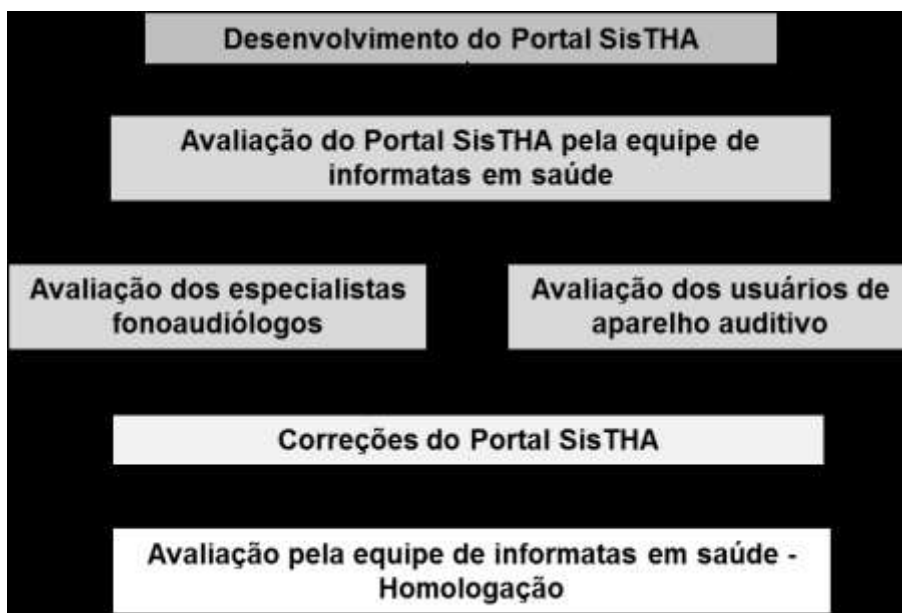 Desenvolvimento do Portal SisTHA
Avaliação do Portal SisTHA pela equipe de
informatas em saúde
Avaliação dos especialistas
fonoaudiólogos
Avaliação dos usuários de
aparelho auditivo
Correções do Portal SisTHA
Avaliação pela equipe de informatas em saúde -
Homologação